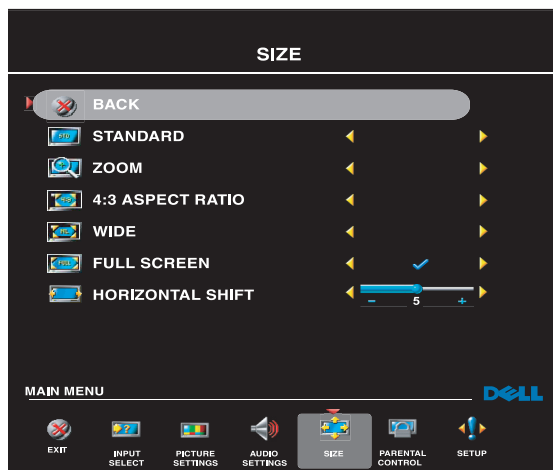 SIZE
BACK
STANDARD
ZOOM
4:3 ASPECT RATIO
WIDE
FULL SCREEN
HORIZONTAL SHIFT
- 5 +
MAIN MENU
DELL
EXIT
INPUT SELECT
PICTURE SETTINGS
AUDIO SETTINGS
SIZE
PARENTAL CONTROL
SETUP